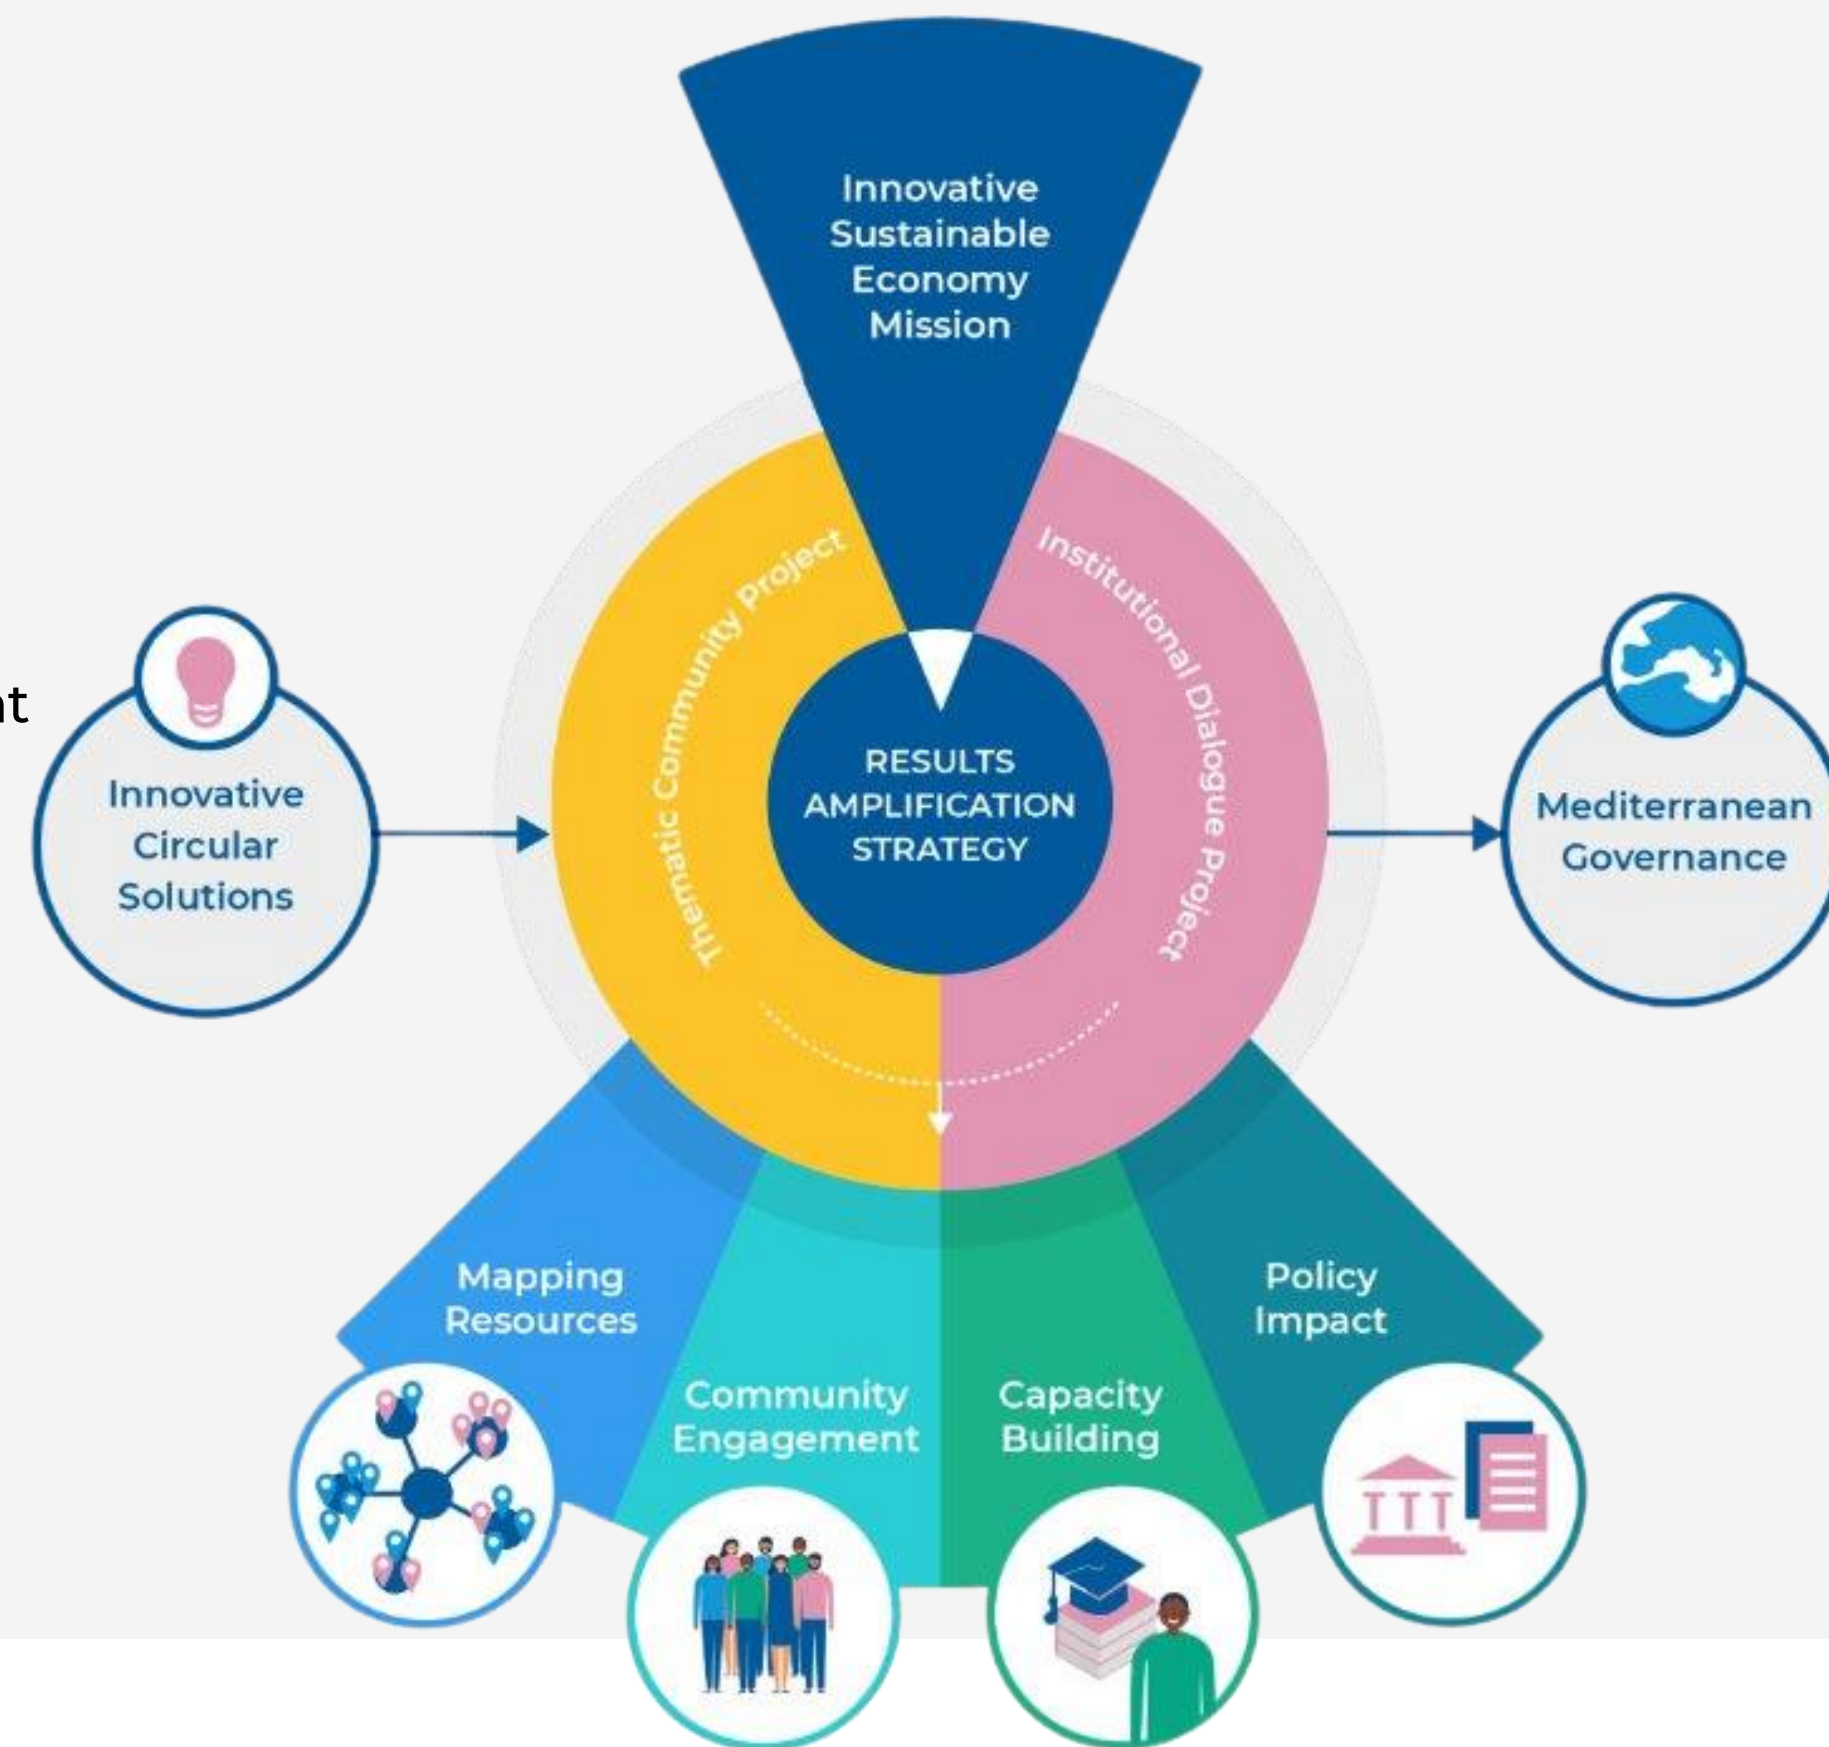 Innovative
Sustainable
Economy
Mission
Thematic Community Project
Institutional Dialogue Project
RESULTS
AMPLIFICATION
STRATEGY
Innovative
Circular
Solutions
Mediterranean
Governance
Mapping
Resources
Community
Engagement
Capacity
Building
Policy
Impact